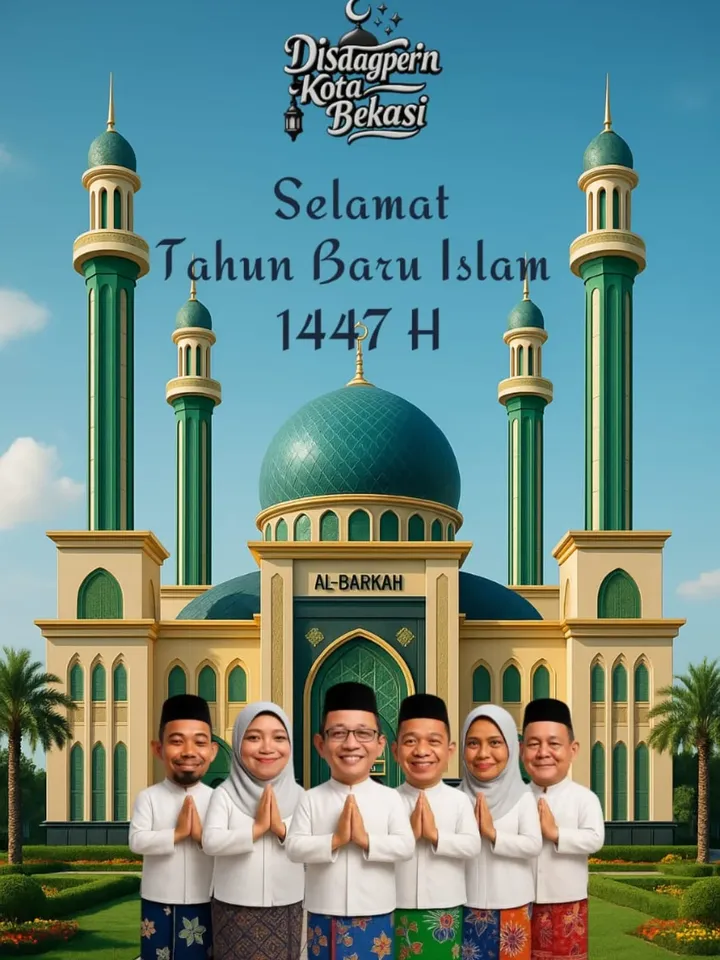 Disdagperin
Kota
Bekasi
Selamat
Tahun Baru Islam
1447 H
AL-BARKAH